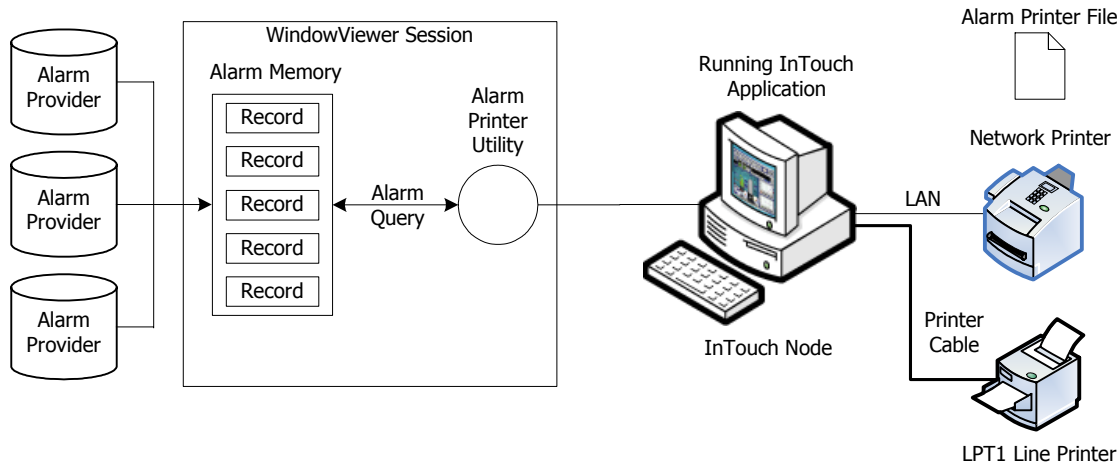 Alarm
Provider
Alarm
Provider
Alarm
Provider
WindowViewer Session
Alarm Memory
Record
Record
Record
Record
Record
Alarm
Query
Alarm
Printer
Utility
Running InTouch
Application
InTouch Node
Alarm Printer File
Network Printer
LAN
Printer
Cable
LPT1 Line Printer